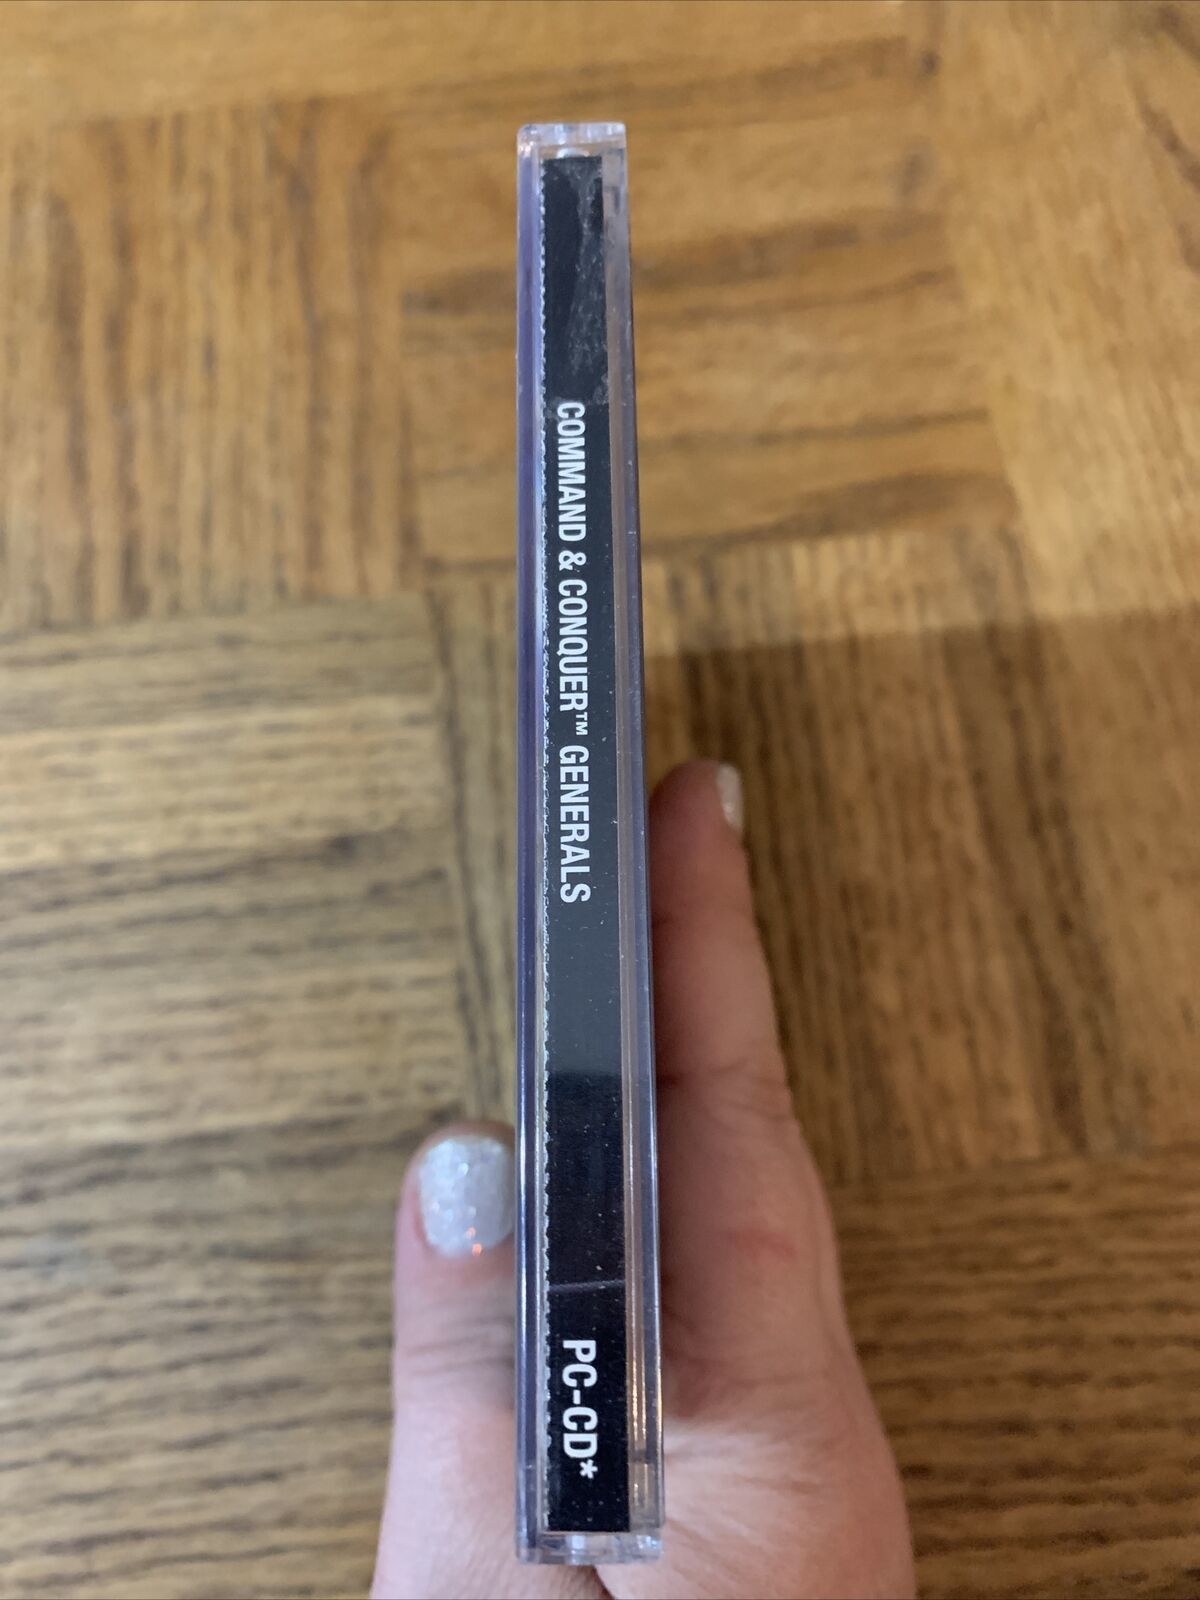 COMMAND & CONQUER™ GENERALS
PC-CD*